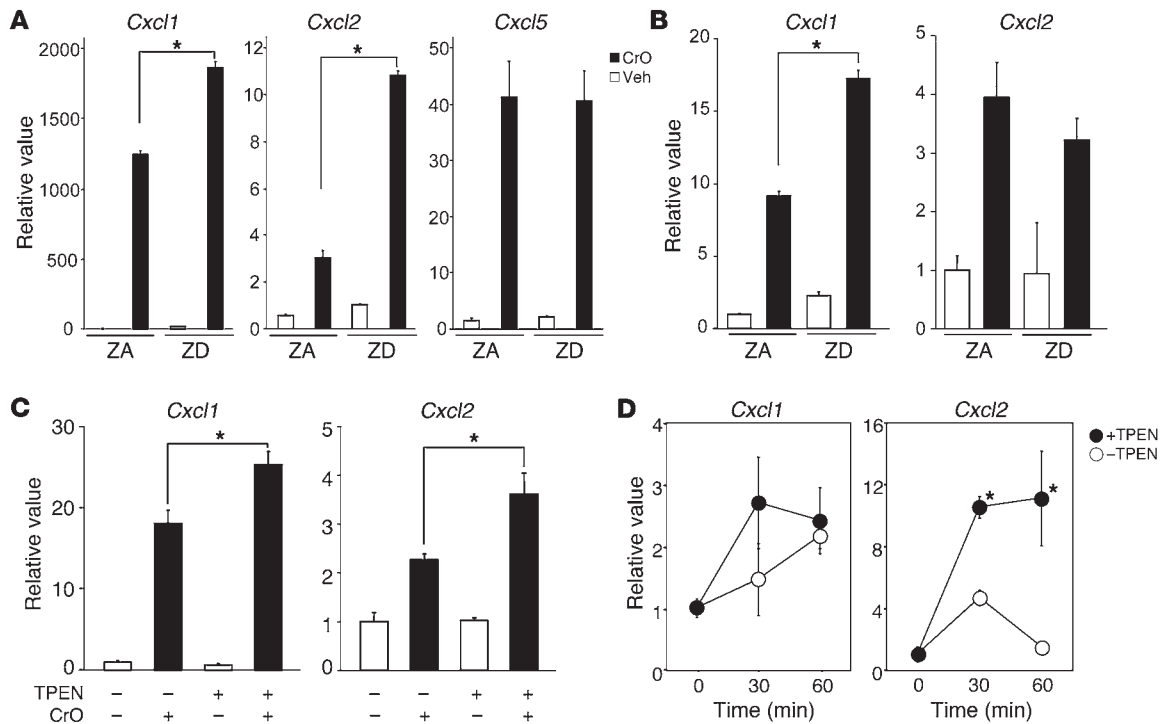 A
Cxcl1
Cxcl2
Cxcl5
Relative value
2000
1500
1000
500
0
*
12
10
8
6
4
2
0
*
50
40
30
20
10
0
CrO
Veh
ZA
ZD
ZA
ZD
ZA
ZD
B
Cxcl1
Cxcl2
Relative value
20
15
10
5
0
*
5
4
3
2
1
0
ZA
ZD
ZA
ZD
C
Cxcl1
Cxcl2
Relative value
30
20
10
0
*
5
4
3
2
1
0
*
TPEN – – + + – – + +
CrO – + – + – + – +
D
Cxcl1
Cxcl2
Relative value
4
3
2
1
0
16
12
8
4
0
*
*
+TPEN
–TPEN
0 30 60
0 30 60
Time (min)
Time (min)